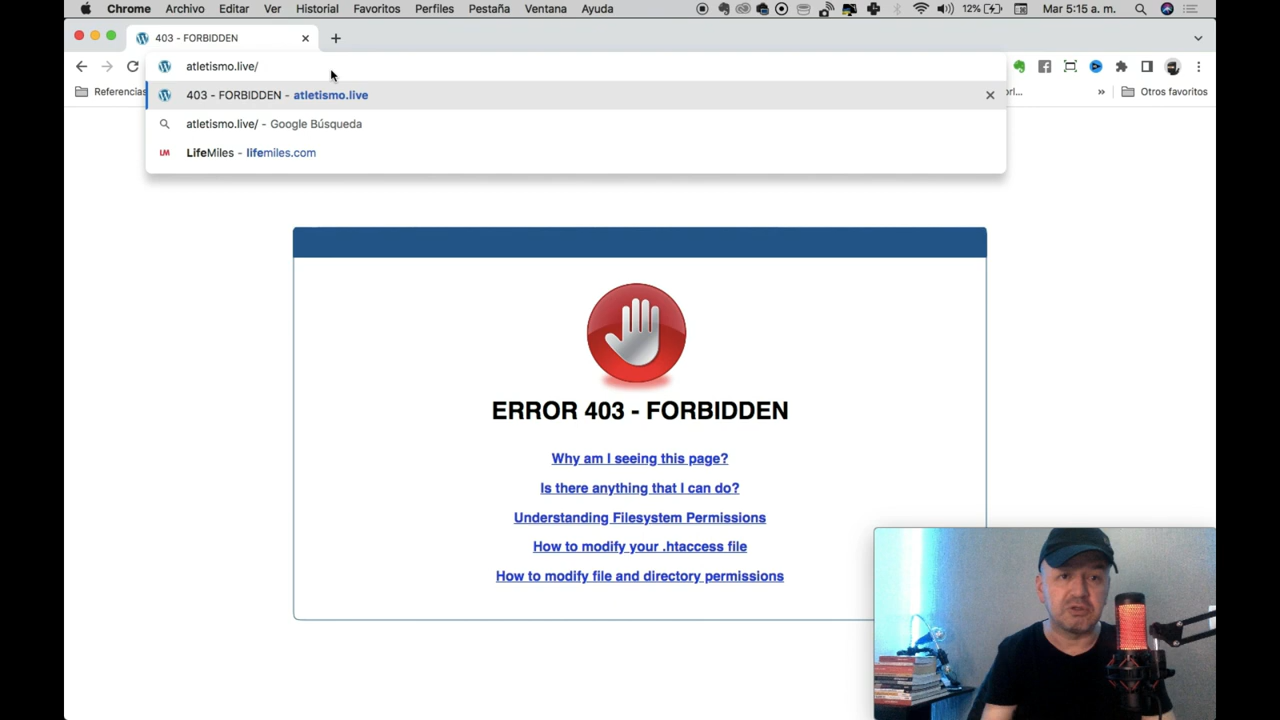 Chrome Archivo Editar Ver Historial Favoritos Perfiles Pestaña Ventana Ayuda 12% Mar 5:15 a. m.
403 - FORBIDDEN
atletismo.live/
403 - FORBIDDEN - atletismo.live
Referencias
orl...
» Otros favoritos
atletismo.live/ - Google Búsqueda
LM LifeMiles - lifemiles.com
ERROR 403 - FORBIDDEN
Why am I seeing this page?
Is there anything that I can do?
Understanding Filesystem Permissions
How to modify your .htaccess file
How to modify file and directory permissions